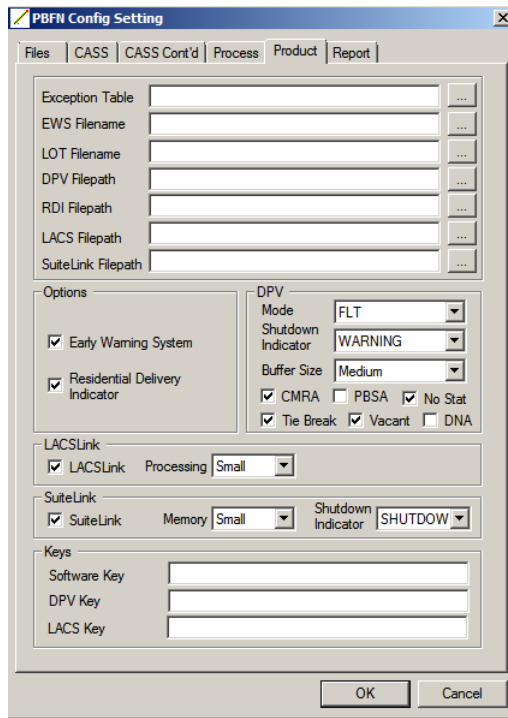 PBFN Config Setting
Files CASS CASS Cont'd Process Product Report
Exception Table ...
EWS Filename ...
LOT Filename ...
DPV Filepath ...
RDI Filepath ...
LACS Filepath ...
SuiteLink Filepath ...
Options
Early Warning System
Residential Delivery
Indicator
DPV
Mode FLT
Shutdown
Indicator WARNING
Buffer Size Medium
CMRA PBSA No Stat
Tie Break Vacant DNA
LACSLink
LACSLink Processing Small
SuiteLink
SuiteLink Memory Small Shutdown
Indicator SHUTDOW
Keys
Software Key
DPV Key
LACS Key
OK Cancel